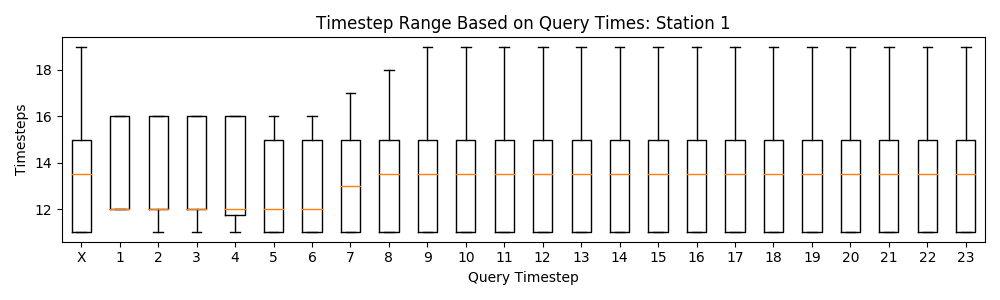 Timestep Range Based on Query Times: Station 1
Timesteps
18
16
14
12
X 1 2 3 4 5 6 7 8 9 10 11 12 13 14 15 16 17 18 19 20 21 22 23
Query Timestep